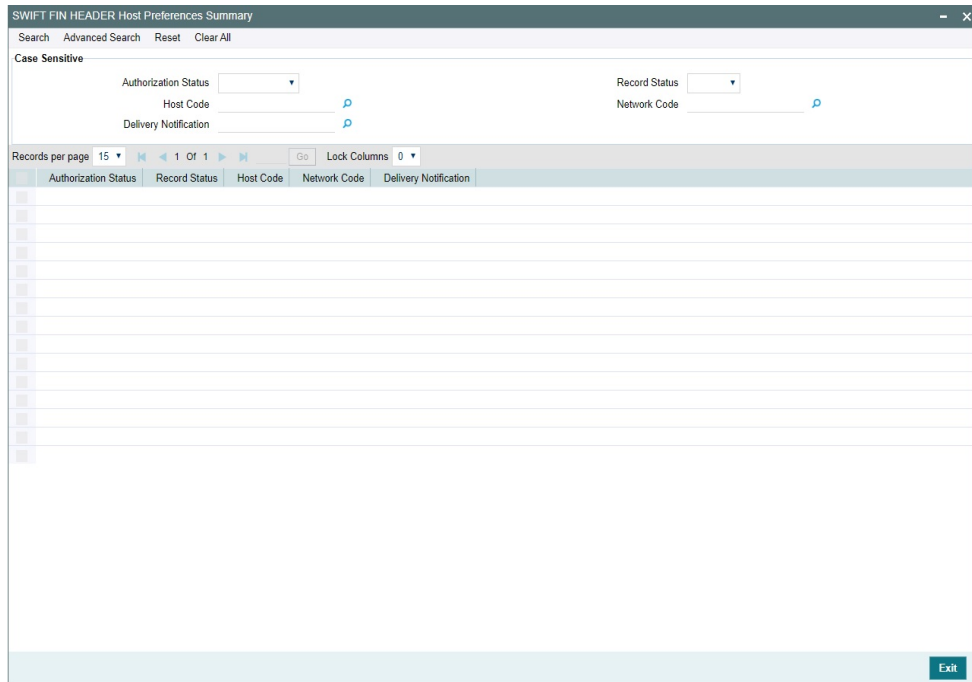 SWIFT FIN HEADER Host Preferences Summary
Search Advanced Search Reset Clear All
Case Sensitive
Authorization Status Record Status
Host Code Network Code
Delivery Notification
Records per page 15 1 Of 1 Go Lock Columns 0
Authorization Status Record Status Host Code Network Code Delivery Notification
Exit